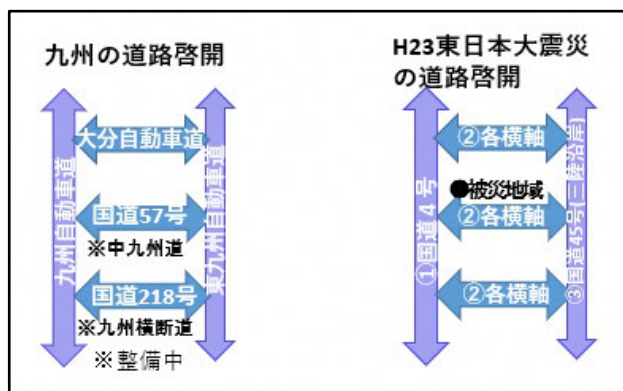 九州の道路啓開
九州自動車道
大分自動車道
国道57号
※中九州道
国道218号
※九州横断道
※整備中
東九州自動車道
H23東日本大震災
の道路啓開
①国道4号
②各横軸
●被災地域
②各横軸
②各横軸
③国道45号(三陸沿岸)